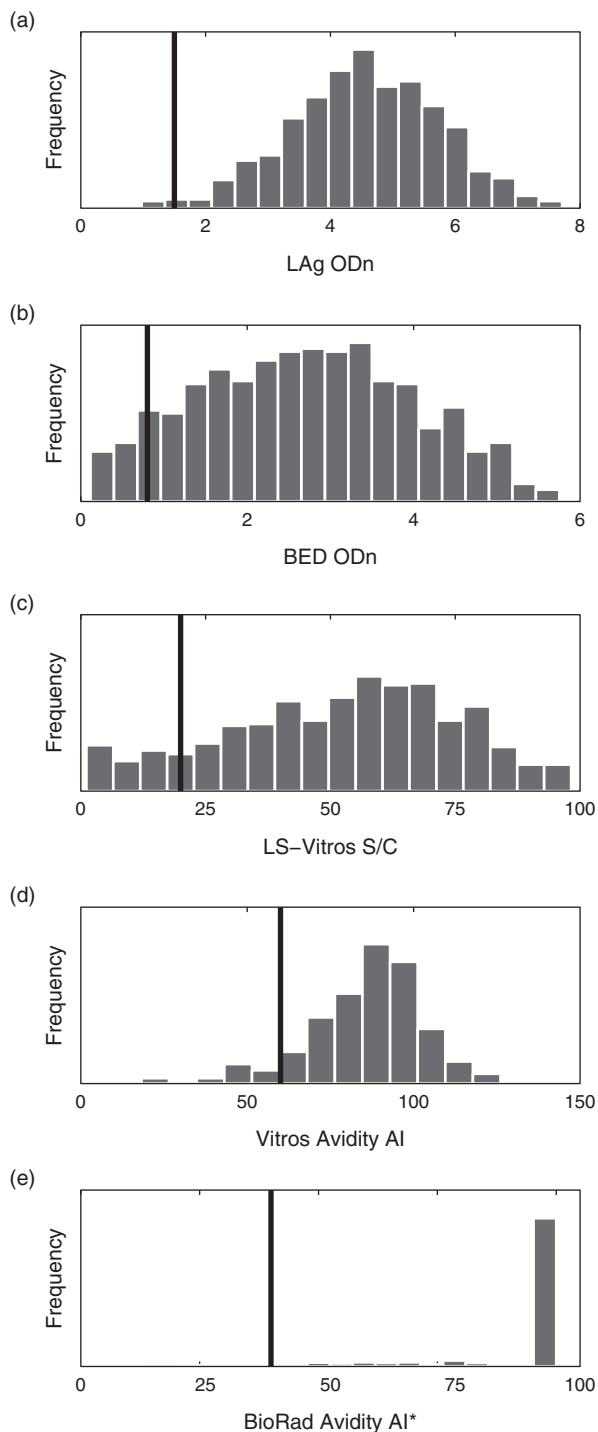 (a)
Frequency
0 2 4 6 8
LAg ODn
(b)
Frequency
0 2 4 6
BED ODn
(c)
Frequency
0 25 50 75 100
LS−Vitros S/C
(d)
Frequency
0 50 100 150
Vitros Avidity AI
(e)
Frequency
0 25 50 75 100
BioRad Avidity AI*